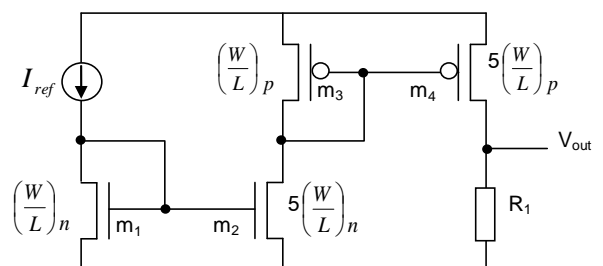 (W/L)p
5(W/L)p
m3
m4
Iref
Vout
(W/L)n
5(W/L)n
R1
m1
m2